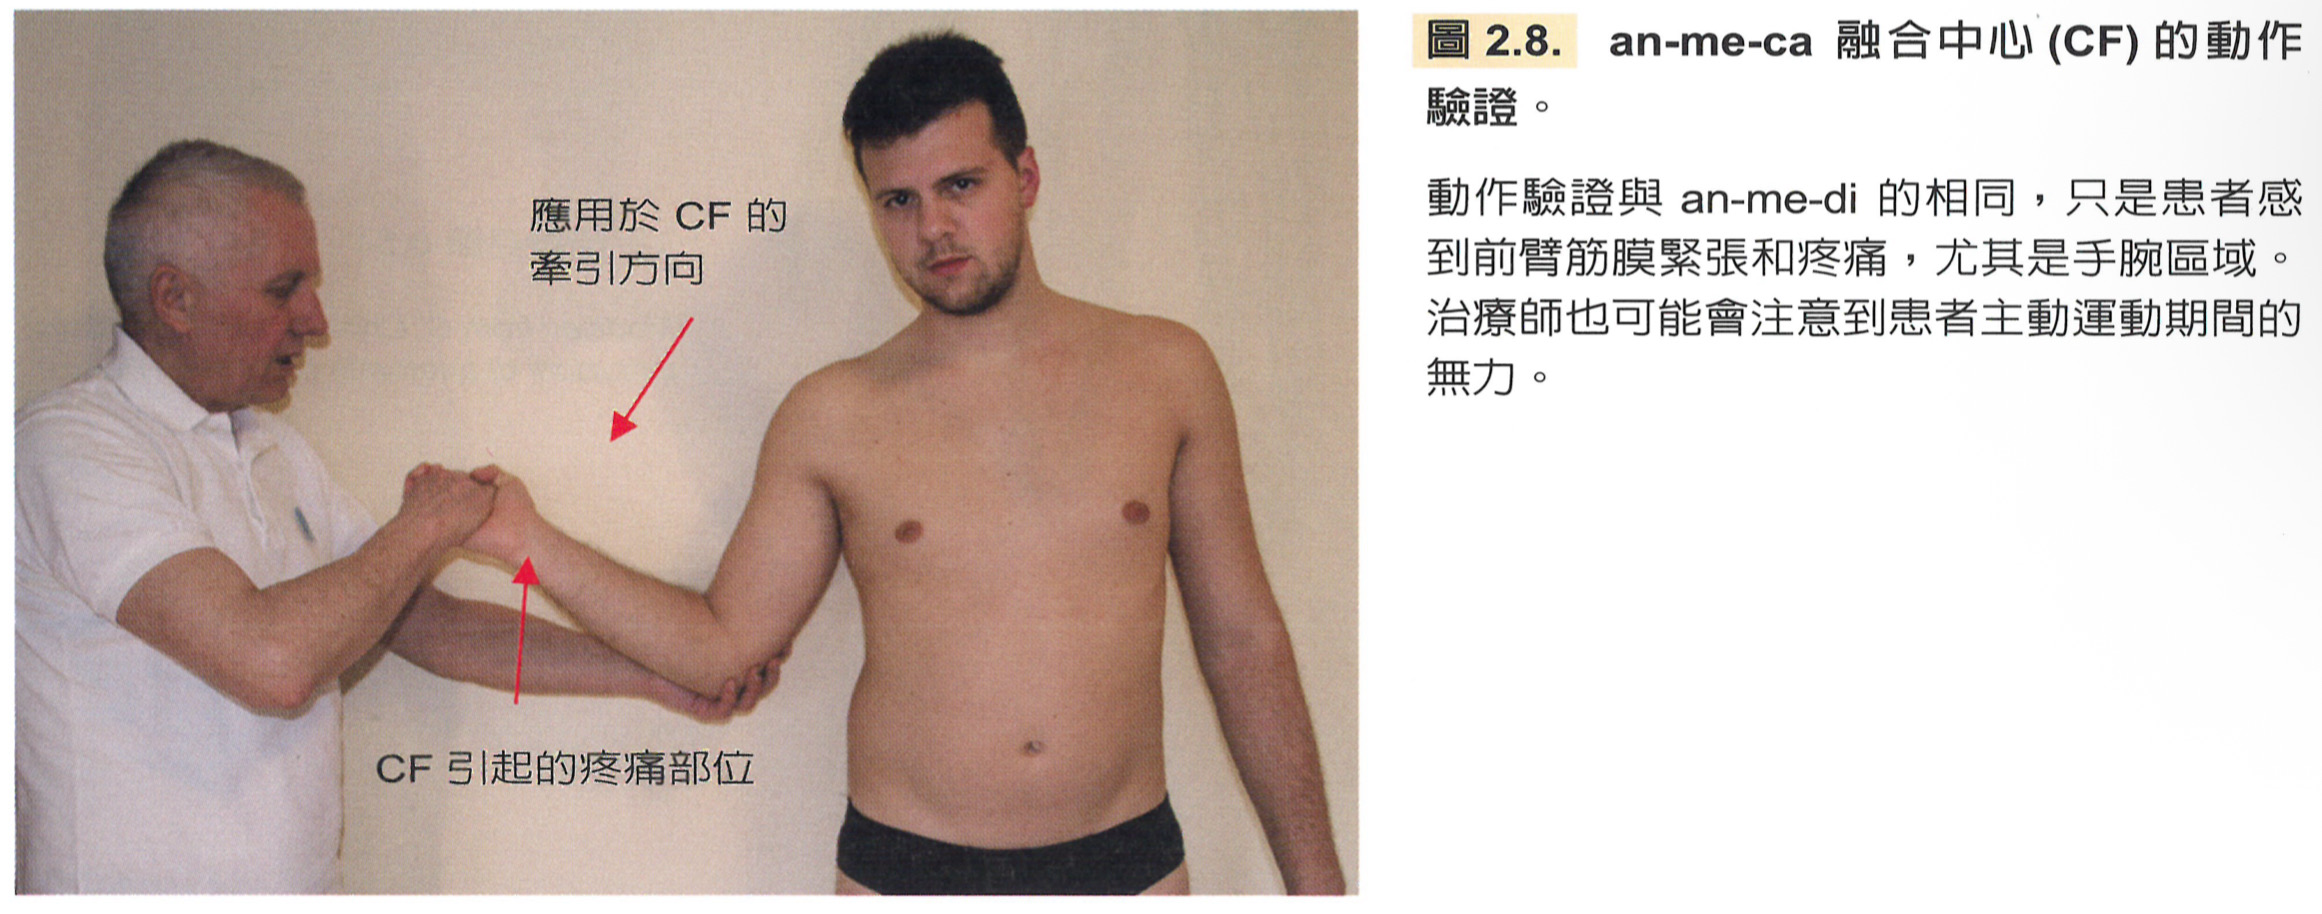 應用於 CF 的
牽引方向
CF 引起的疼痛部位
圖 2.8. an-me-ca 融合中心 (CF) 的動作
驗證。
動作驗證與 an-me-di 的相同，只是患者感
到前臂筋膜緊張和疼痛，尤其是手腕區域。
治療師也可能會注意到患者主動運動期間的
無力。